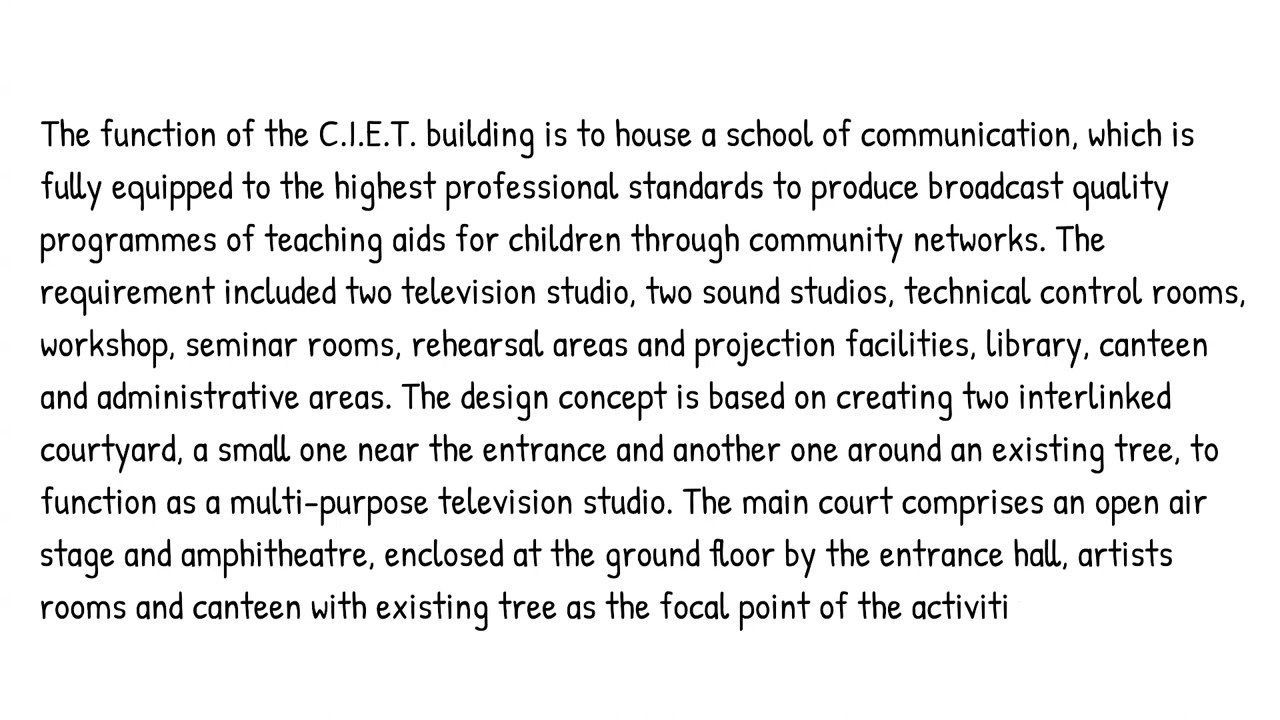 The function of the C.I.E.T. building is to house a school of communication, which is
fully equipped to the highest professional standards to produce broadcast quality
programmes of teaching aids for children through community networks. The
requirement included two television studio, two sound studios, technical control rooms,
workshop, seminar rooms, rehearsal areas and projection facilities, library, canteen
and administrative areas. The design concept is based on creating two interlinked
courtyard, a small one near the entrance and another one around an existing tree, to
function as a multi-purpose television studio. The main court comprises an open air
stage and amphitheatre, enclosed at the ground floor by the entrance hall, artists
rooms and canteen with existing tree as the focal point of the activiti